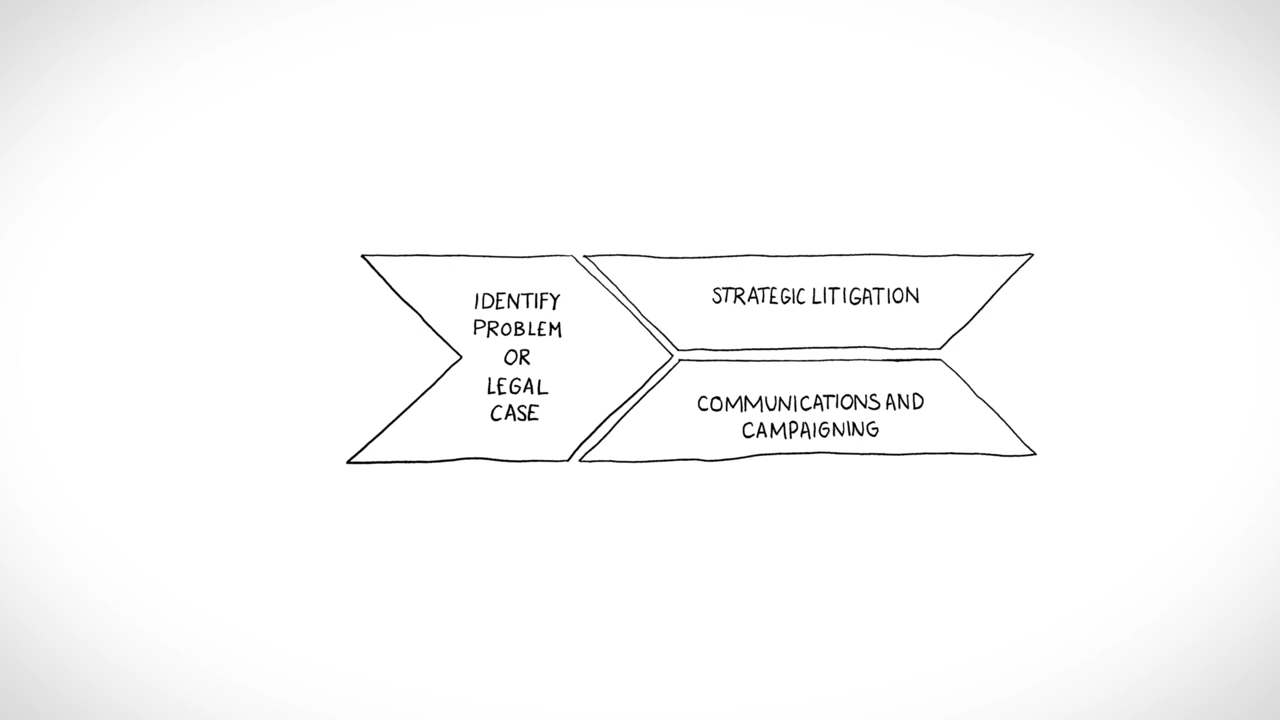 IDENTIFY
PROBLEM
OR
LEGAL
CASE
STRATEGIC LITIGATION
COMMUNICATIONS AND
CAMPAIGNING